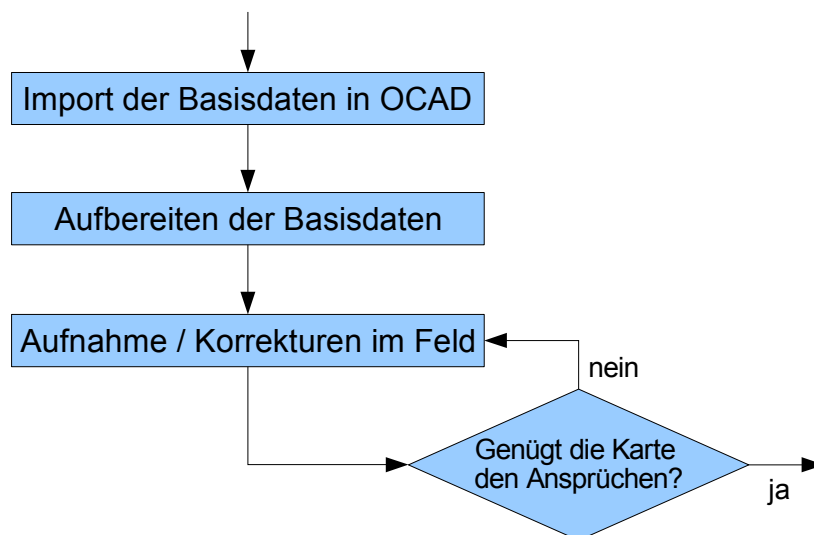 Import der Basisdaten in OCAD
Aufbereiten der Basisdaten
Aufnahme / Korrekturen im Feld
nein
Genügt die Karte
den Ansprüchen?
ja